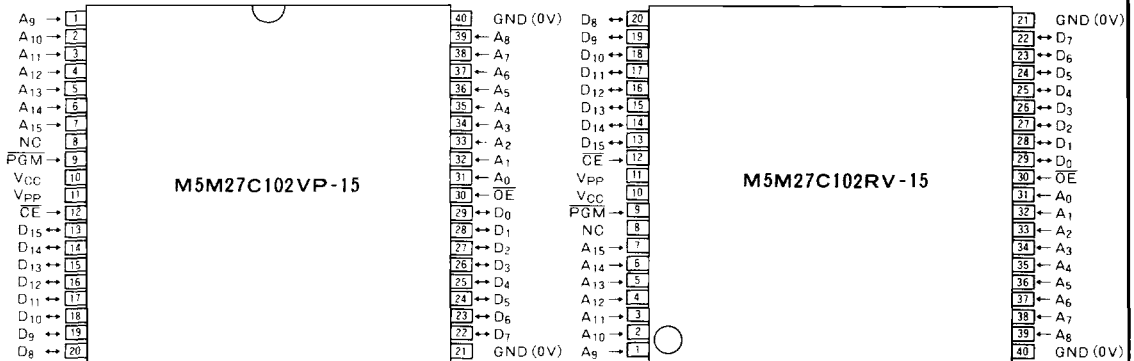 A9 → 1 40 GND (0V) D8 ↔ 20 21 GND (0V)
A10 → 2 39 ← A8 D9 ↔ 19 22 ↔ D7
A11 → 3 38 ← A7 D10 ↔ 18 23 ↔ D6
A12 → 4 37 ← A6 D11 ↔ 17 24 ↔ D5
A13 → 5 36 ← A5 D12 ↔ 16 25 ↔ D4
A14 → 6 35 ← A4 D13 ↔ 15 26 ↔ D3
A15 → 7 34 ← A3 D14 ↔ 14 27 ↔ D2
NC 8 33 ← A2 D15 ↔ 13 28 ↔ D1
P̅G̅M̅ → 9 32 ← A1 C̅E̅ → 12 29 ↔ D0
VCC 10 M5M27C102VP-15 31 ← A0 VPP 11 M5M27C102RV-15 30 ← O̅E̅
VPP 11 30 ← O̅E̅ VCC 10 31 ← A0
C̅E̅ → 12 29 ↔ D0 P̅G̅M̅ → 9 32 ← A1
D15 ↔ 13 28 ↔ D1 NC 8 33 ← A2
D14 ↔ 14 27 ↔ D2 A15 → 7 34 ← A3
D13 ↔ 15 26 ↔ D3 A14 → 6 35 ← A4
D12 ↔ 16 25 ↔ D4 A13 → 5 36 ← A5
D11 ↔ 17 24 ↔ D5 A12 → 4 37 ← A6
D10 ↔ 18 23 ↔ D6 A11 → 3 38 ← A7
D9 ↔ 19 22 ↔ D7 A10 → 2 39 ← A8
D8 ↔ 20 21 GND (0V) A9 → 1 40 GND (0V)